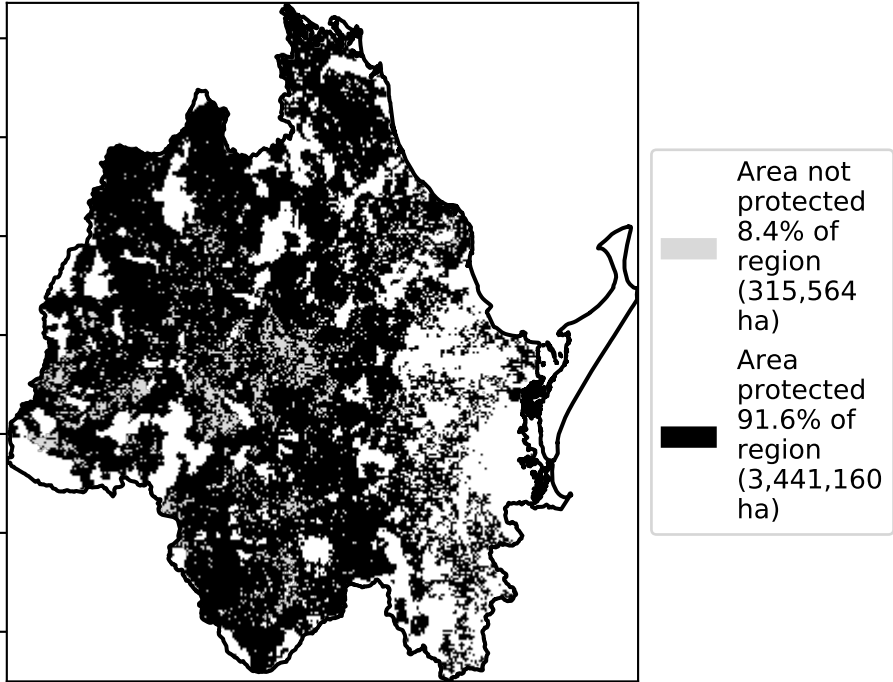 Area not
protected
8.4% of
region
(315,564
ha)
Area
protected
91.6% of
region
(3,441,160
ha)